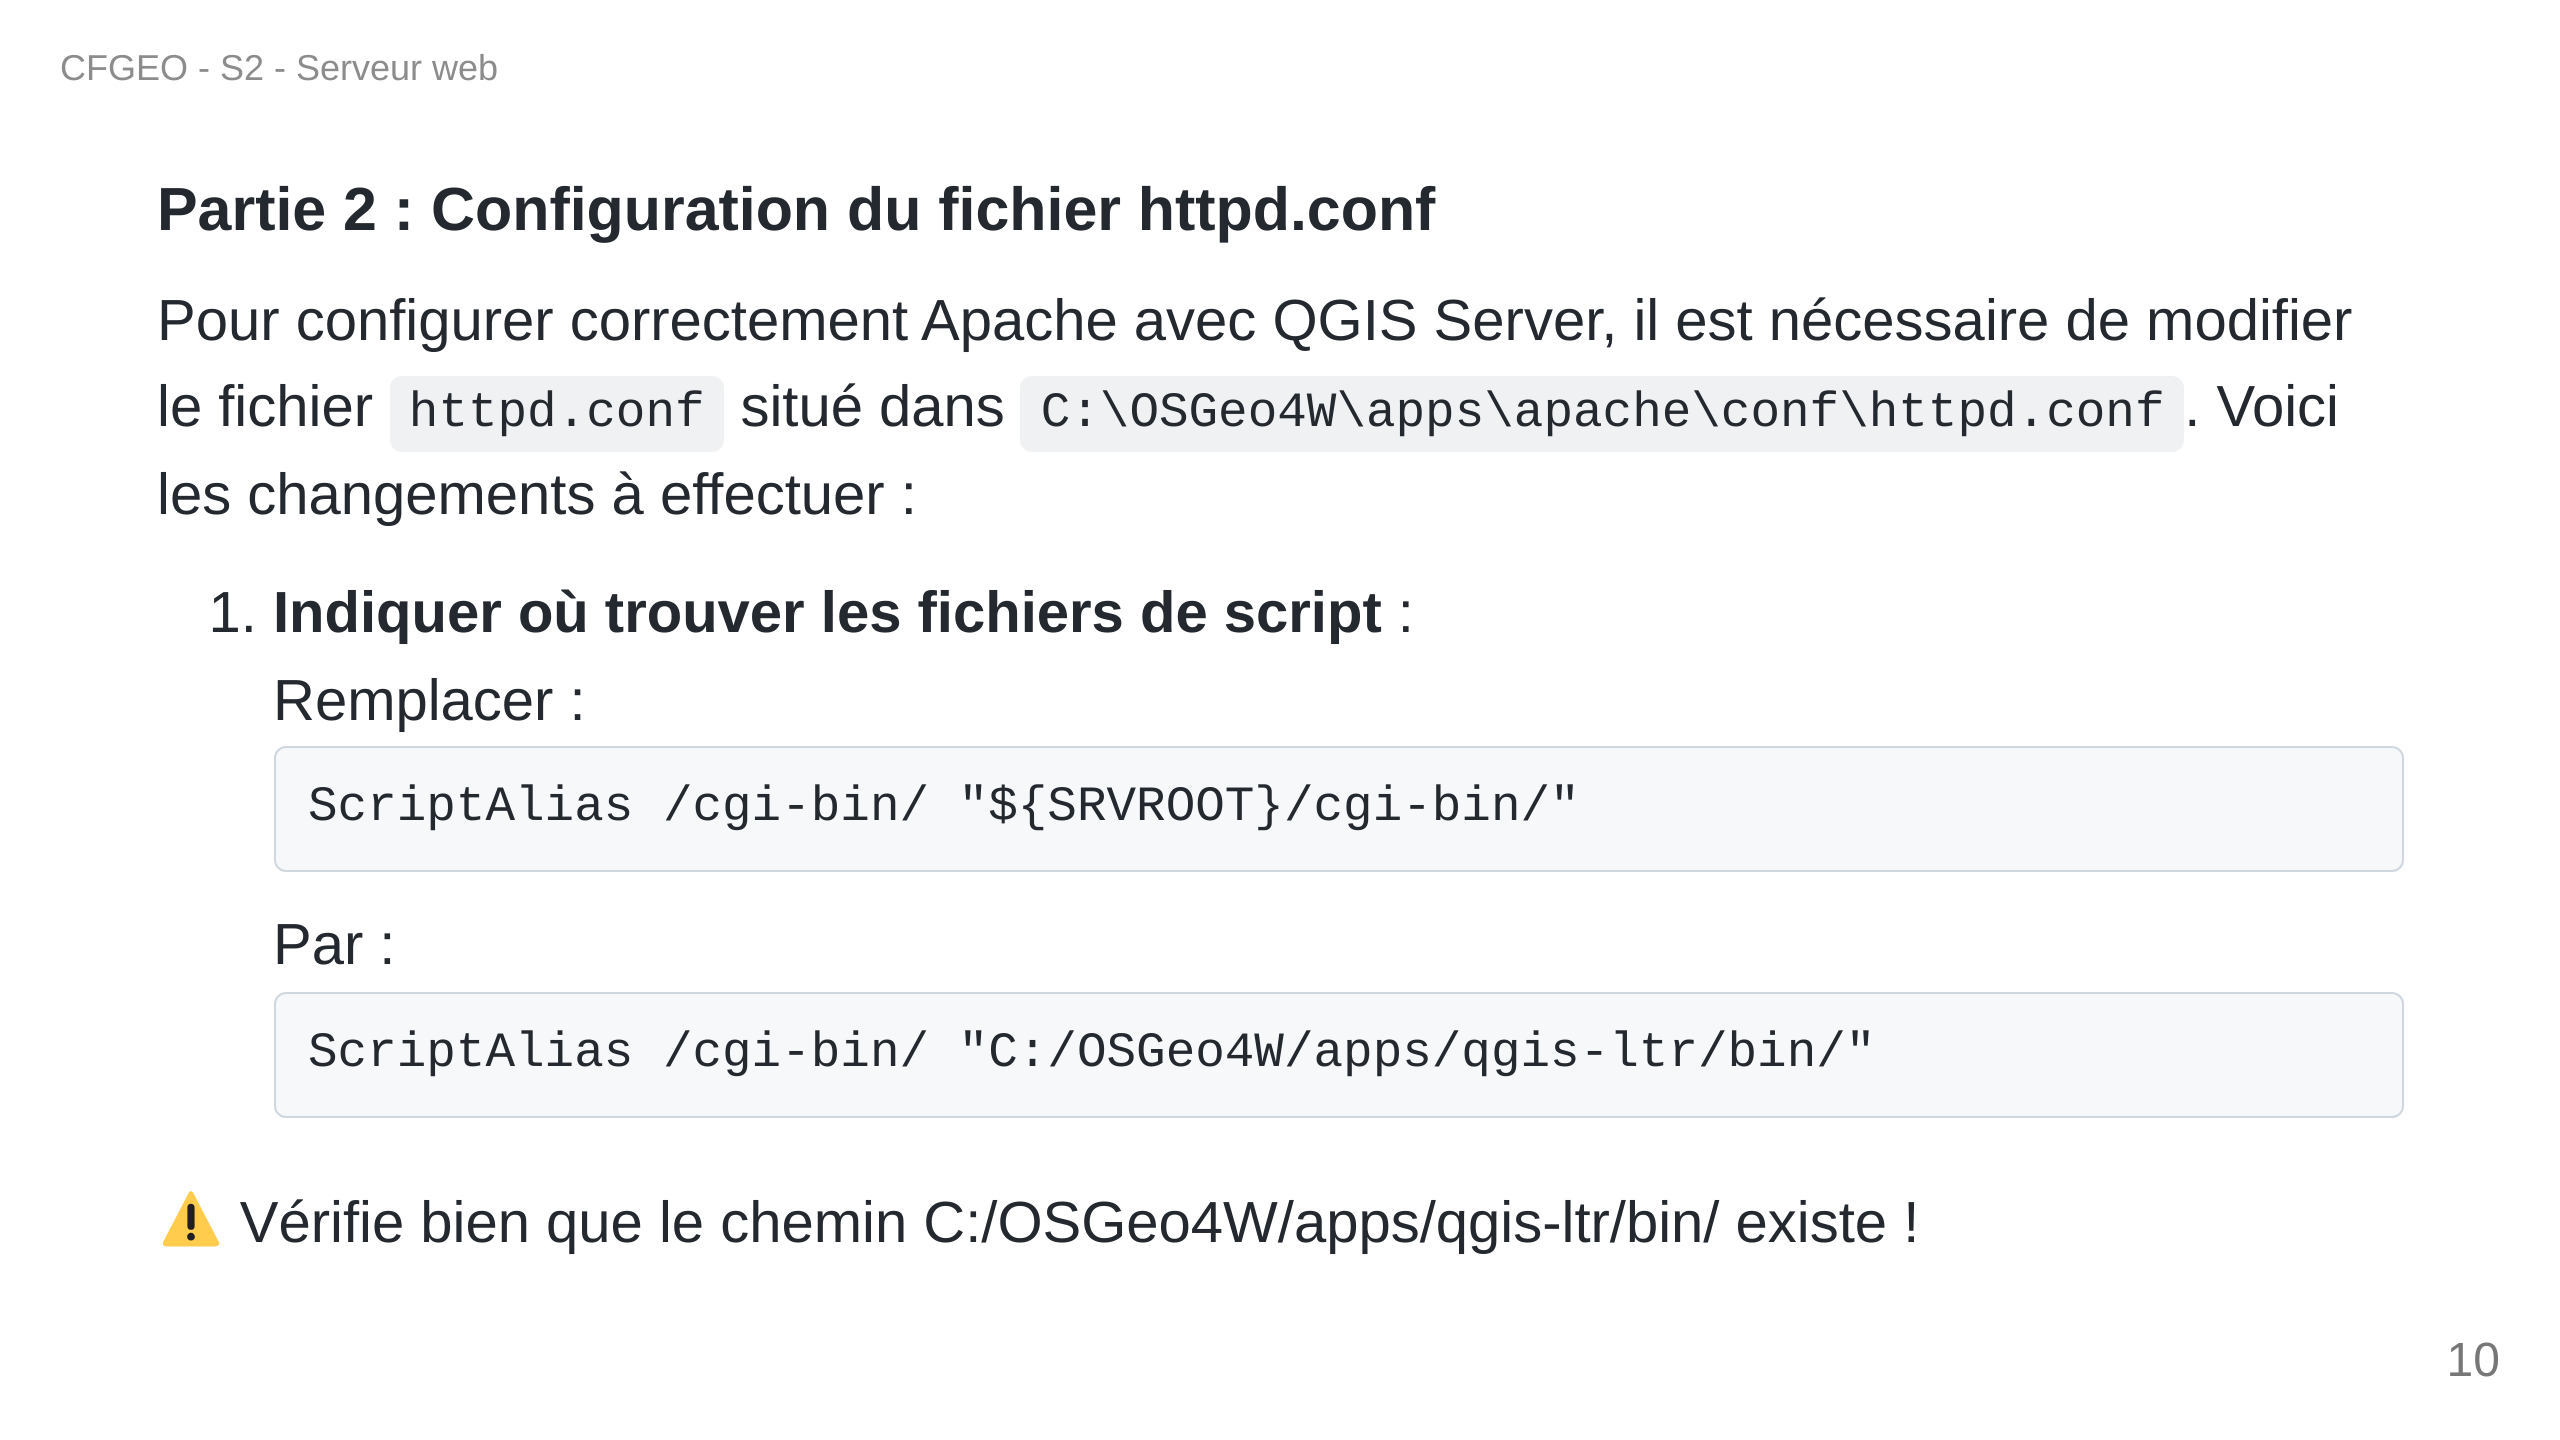 CFGEO - S2 - Serveur web
Partie 2 : Configuration du fichier httpd.conf
Pour configurer correctement Apache avec QGIS Server, il est nécessaire de modifier
le fichier httpd.conf situé dans C:\OSGeo4W\apps\apache\conf\httpd.conf. Voici
les changements à effectuer :
1. Indiquer où trouver les fichiers de script :
Remplacer :
ScriptAlias /cgi-bin/ "${SRVROOT}/cgi-bin/"
Par :
ScriptAlias /cgi-bin/ "C:/OSGeo4W/apps/qgis-ltr/bin/"
⚠️ Vérifie bien que le chemin C:/OSGeo4W/apps/qgis-ltr/bin/ existe !
10